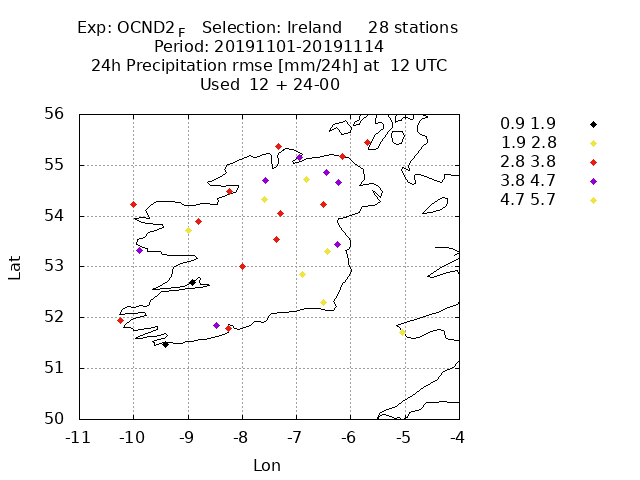 Exp: OCND2_F Selection: Ireland 28 stations
Period: 20191101-20191114
24h Precipitation rmse [mm/24h] at 12 UTC
Used 12 + 24-00
0.9 1.9
1.9 2.8
2.8 3.8
3.8 4.7
4.7 5.7
Lat
56
55
54
53
52
51
50
-11 -10 -9 -8 -7 -6 -5 -4
Lon